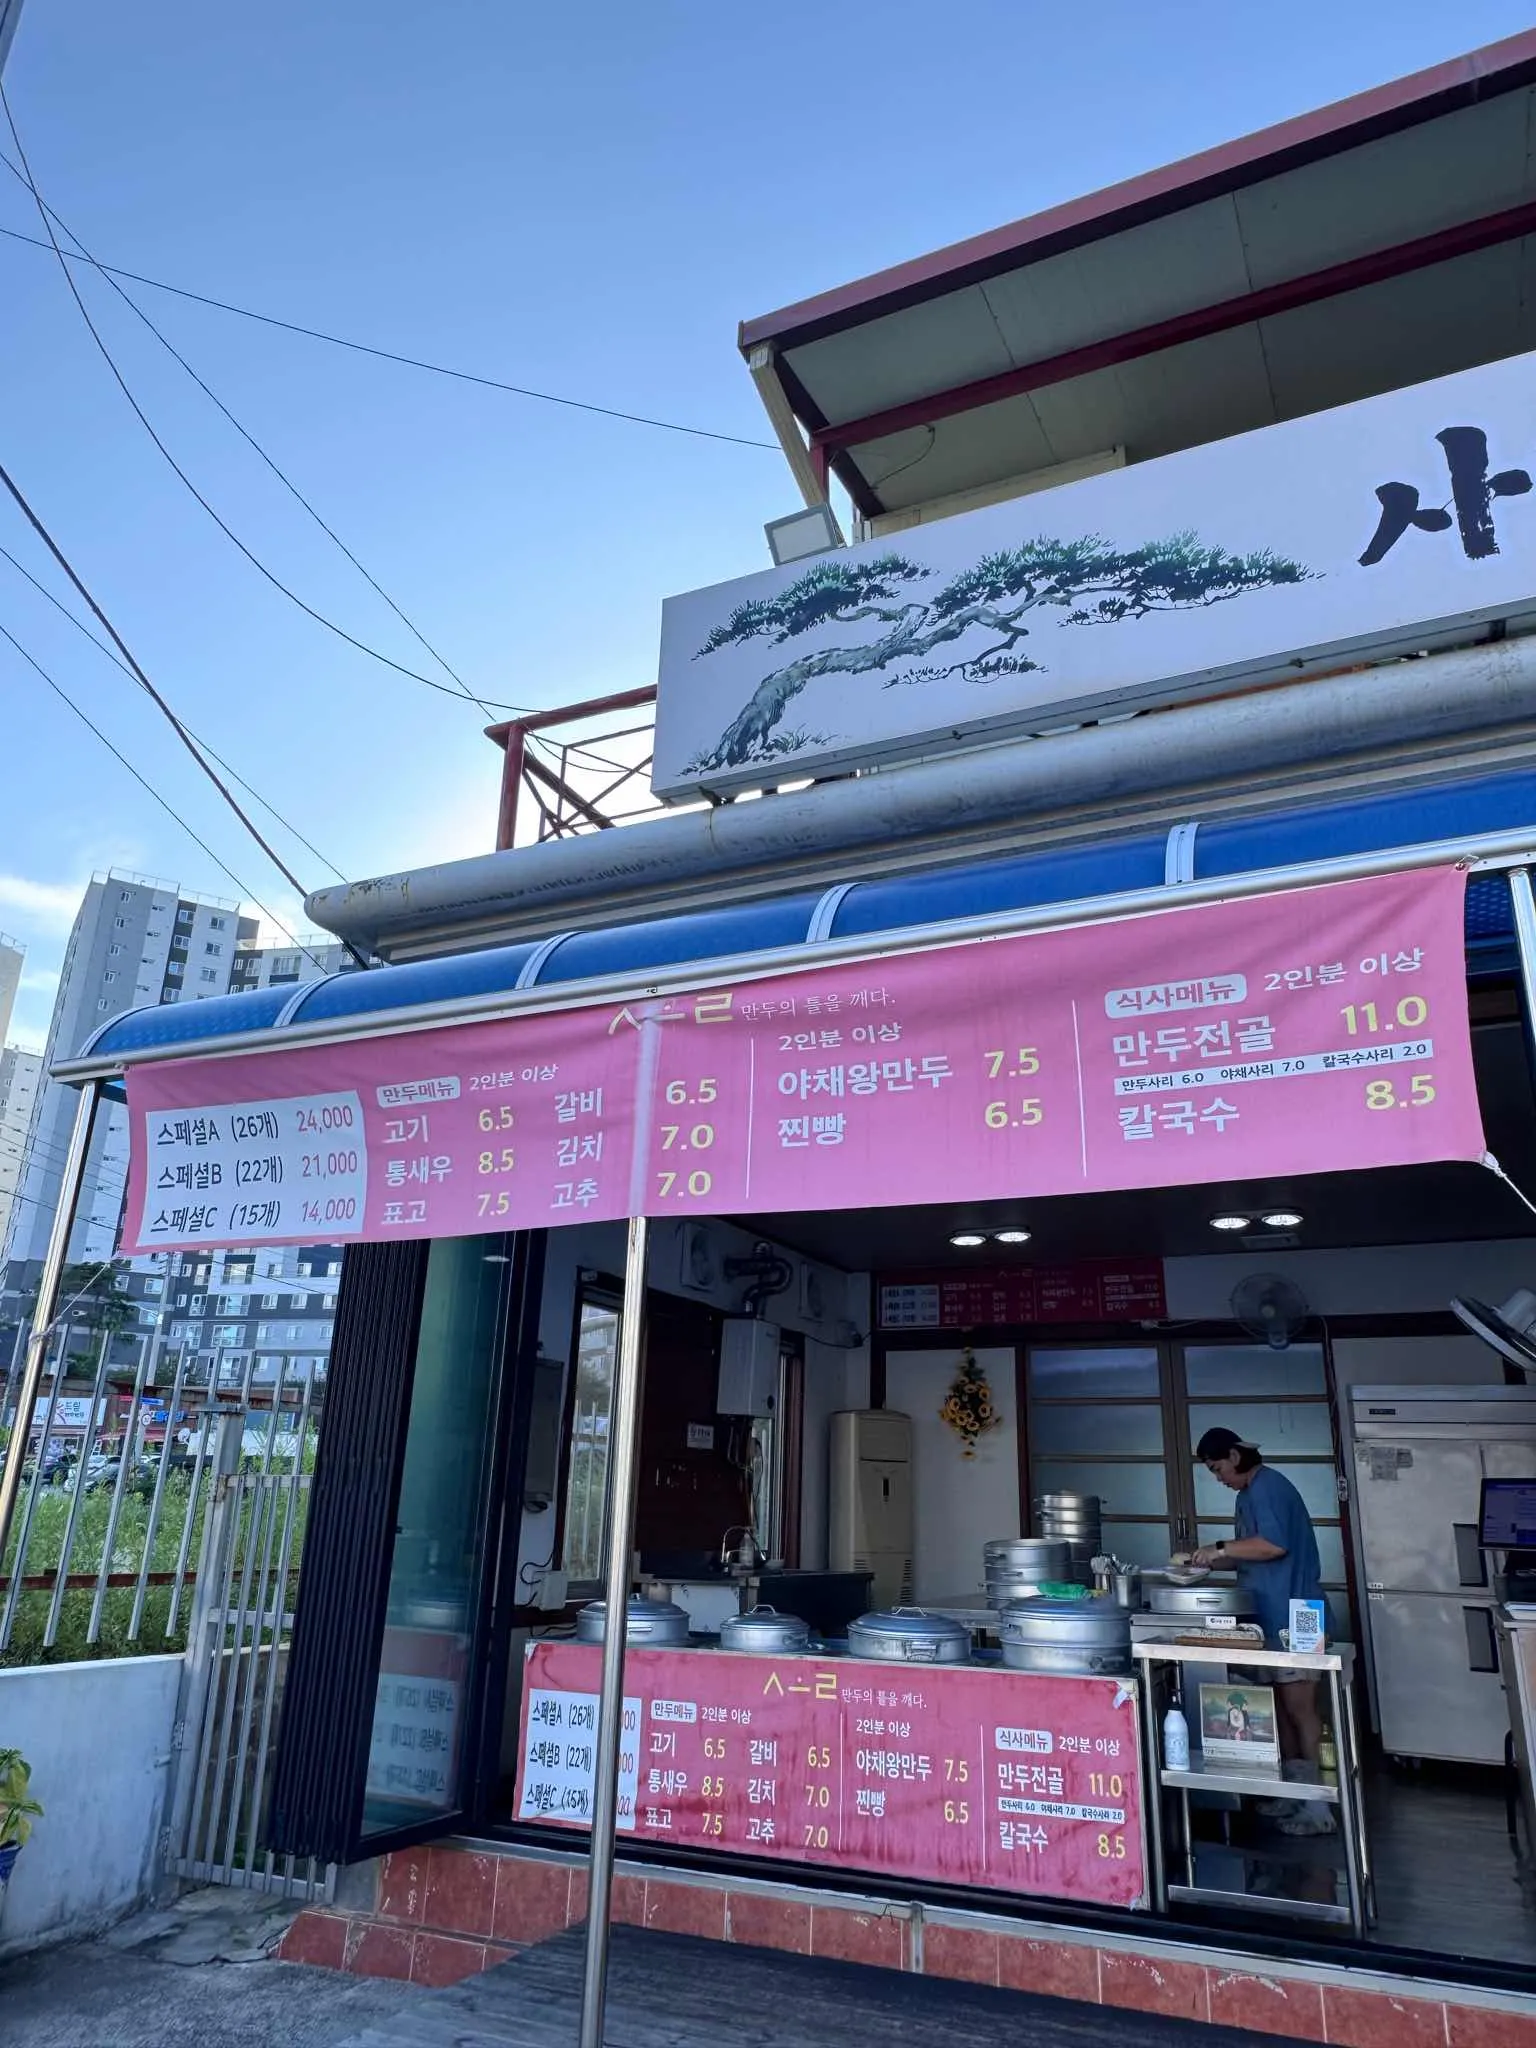 사
스르 만두의 틀을 깨다.
스페셜A (26개) 24,000
스페셜B (22개) 21,000
스페셜C (15개) 14,000
만두메뉴 2인분 이상
고기 6.5 갈비 6.5
통새우 8.5 김치 7.0
표고 7.5 고추 7.0
2인분 이상
야채왕만두 7.5
찐빵 6.5
식사메뉴 2인분 이상
만두전골 11.0
만두사리 6.0 야채사리 7.0 칼국수사리 2.0
칼국수 8.5
스르 만두의 틀을 깨다.
스페셜A (26개)
스페셜B (22개)
스페셜C (15개)
만두메뉴 2인분 이상
고기 6.5 갈비 6.5
통새우 8.5 김치 7.0
표고 7.5 고추 7.0
2인분 이상
야채왕만두 7.5
찐빵 6.5
식사메뉴 2인분 이상
만두전골 11.0
만두사리 6.0 야채사리 7.0 칼국수사리 2.0
칼국수 8.5